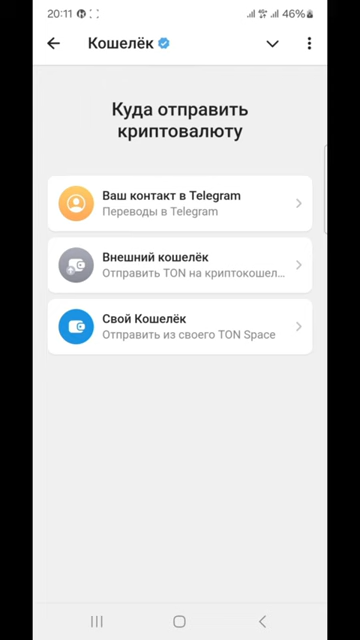 20:11 46%
Кошелёк
Куда отправить
криптовалюту
Ваш контакт в Telegram
Переводы в Telegram
Внешний кошелёк
Отправить TON на криптокошел...
Свой Кошелёк
Отправить из своего TON Space